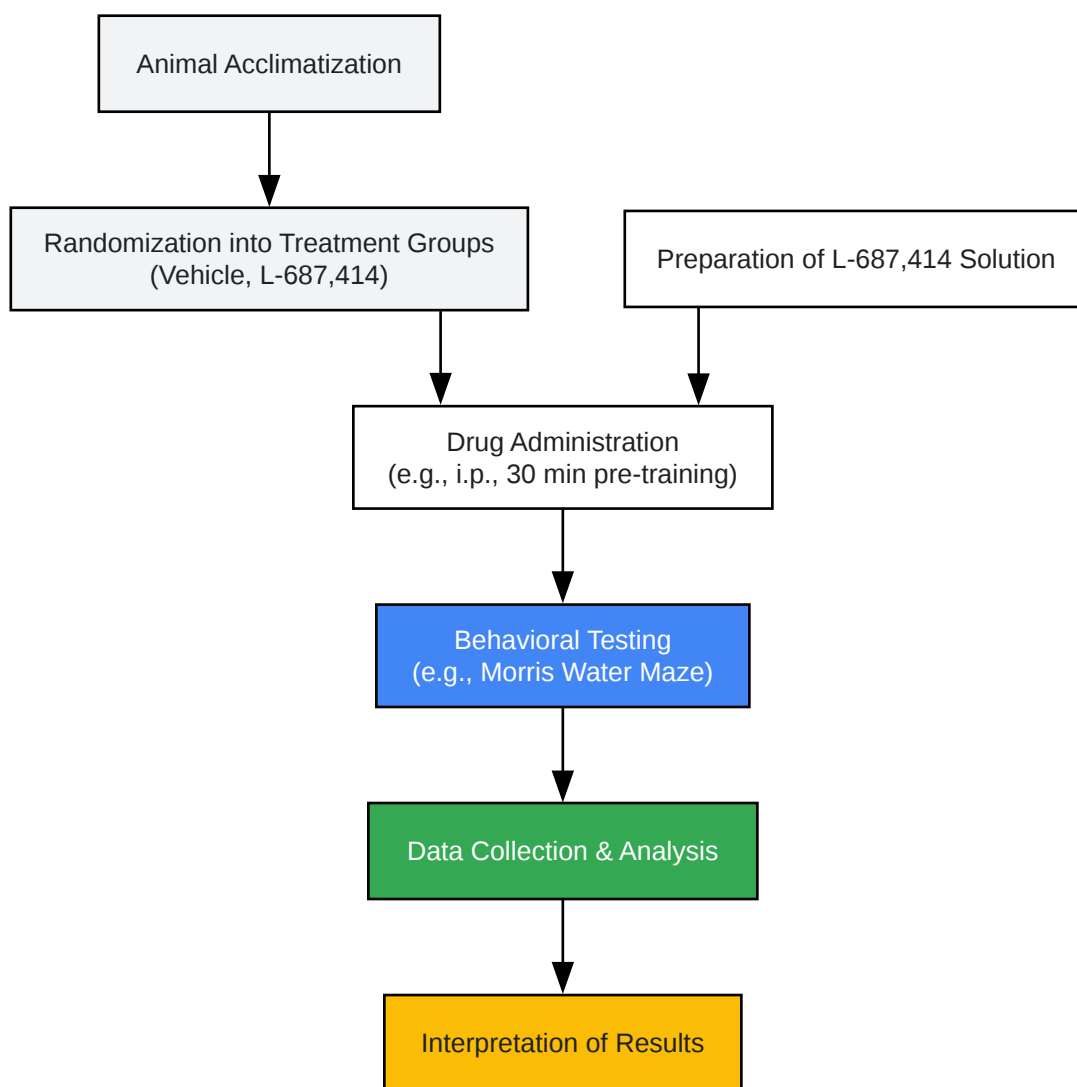 Animal Acclimatization
Randomization into Treatment Groups
(Vehicle, L-687,414)
Preparation of L-687,414 Solution
Drug Administration
(e.g., i.p., 30 min pre-training)
Behavioral Testing
(e.g., Morris Water Maze)
Data Collection & Analysis
Interpretation of Results